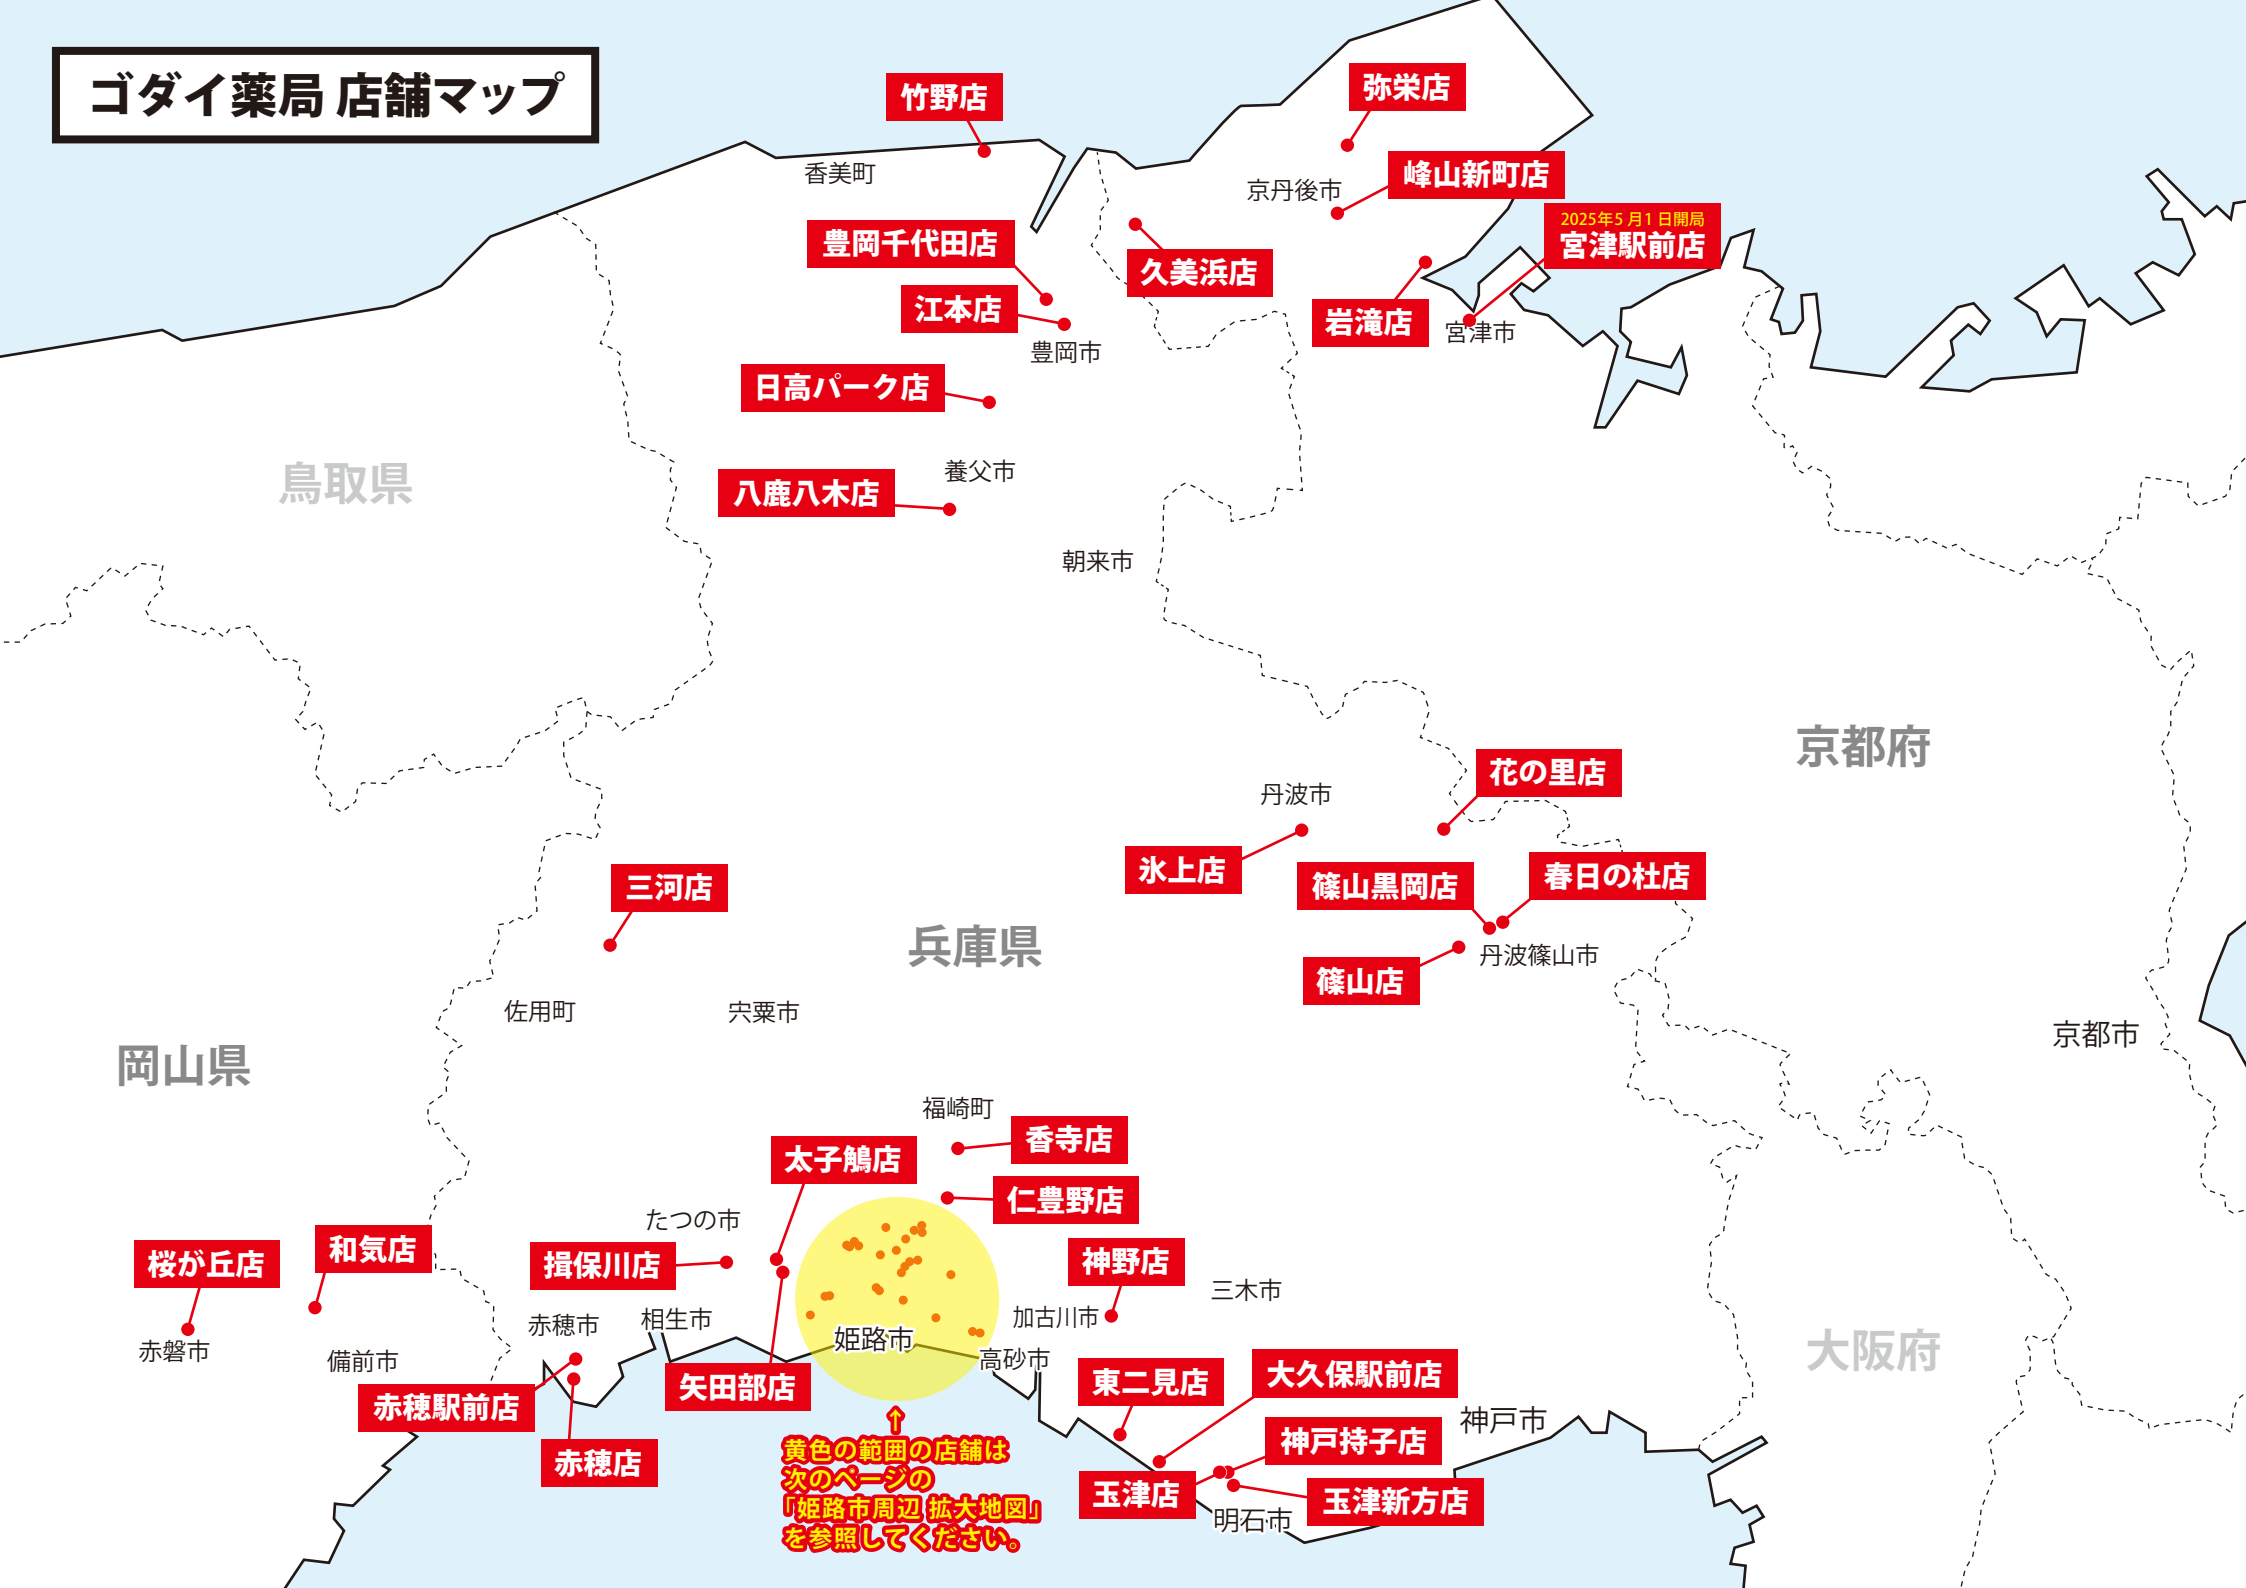 ゴダイ薬局 店舗マップ
竹野店
弥栄店
香美町
京丹後市
峰山新町店
2025年5月1日開局
宮津駅前店
豊岡千代田店
久美浜店
江本店
岩滝店
宮津市
豊岡市
日高パーク店
鳥取県
養父市
八鹿八木店
朝来市
京都府
花の里店
丹波市
氷上店
春日の杜店
篠山黒岡店
三河店
兵庫県
丹波篠山市
篠山店
佐用町
宍粟市
京都市
岡山県
福崎町
香寺店
太子鵤店
仁豊野店
たつの市
和気店
桜が丘店
揖保川店
神野店
三木市
赤穂市
相生市
加古川市
姫路市
赤磐市
備前市
高砂市
大阪府
東二見店
大久保駅前店
矢田部店
赤穂駅前店
神戸市
神戸持子店
赤穂店
玉津店
玉津新方店
明石市
↑
黄色の範囲の店舗は
次のページの
「姫路市周辺 拡大地図」
を参照してください。